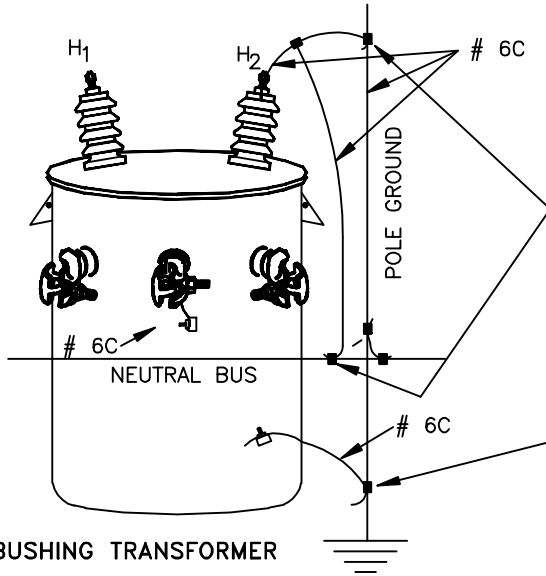 H1
H2
# 6C
POLE GROUND
# 6C
NEUTRAL BUS
# 6C
BUSHING TRANSFORMER